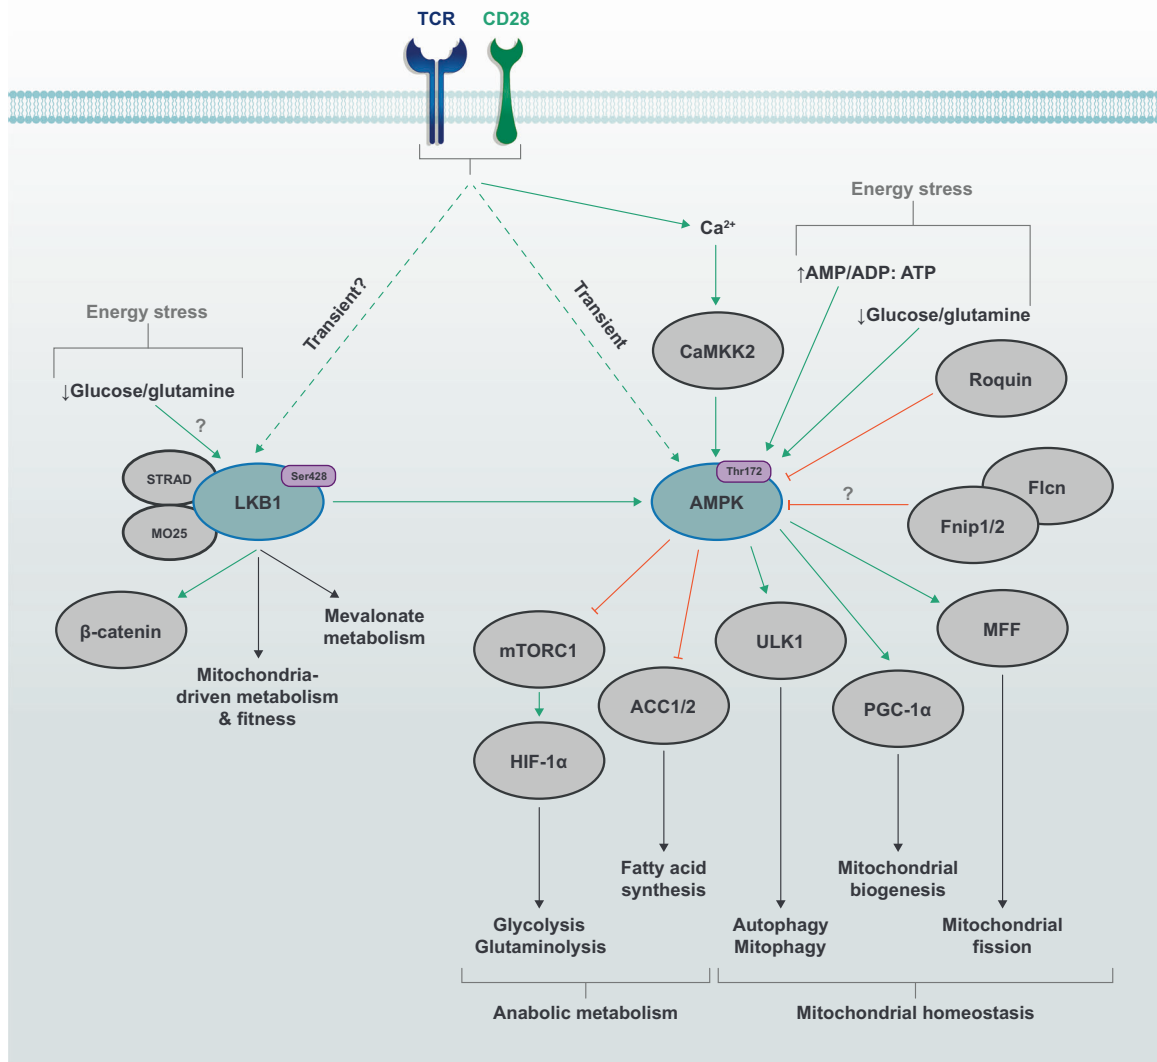 TCR CD28
Energy stress
Ca²⁺
↑AMP/ADP: ATP
Transient?
Transient
Energy stress
↓Glucose/glutamine
CaMKK2
Roquin
↓Glucose/glutamine
?
STRAD
Ser428
Thr172
LKB1
AMPK
?
Flcn
Fnip1/2
MO25
β-catenin
Mevalonate
metabolism
mTORC1
ULK1
MFF
Mitochondria-
driven metabolism
& fitness
ACC1/2
PGC-1α
HIF-1α
Fatty acid
synthesis
Mitochondrial
biogenesis
Glycolysis
Glutaminolysis
Autophagy
Mitophagy
Mitochondrial
fission
Anabolic metabolism
Mitochondrial homeostasis